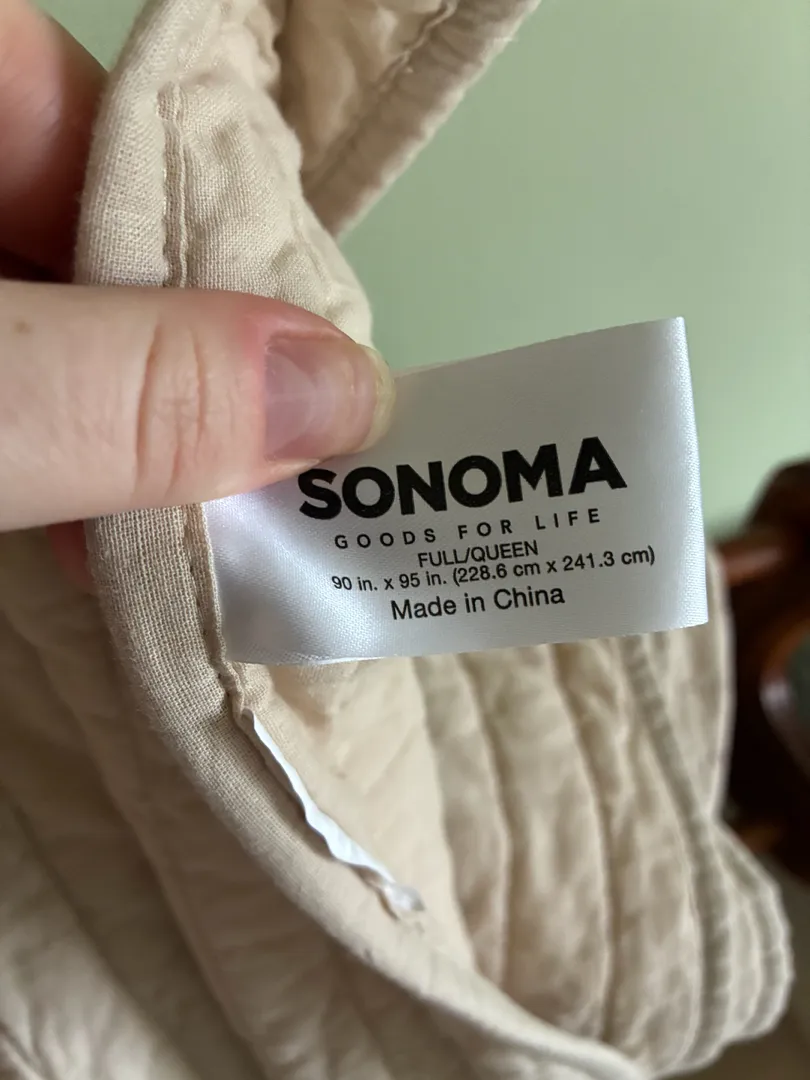 SONOMA
GOODS FOR LIFE
FULL/QUEEN
90 in. x 95 in. (228.6 cm x 241.3 cm)
Made in China